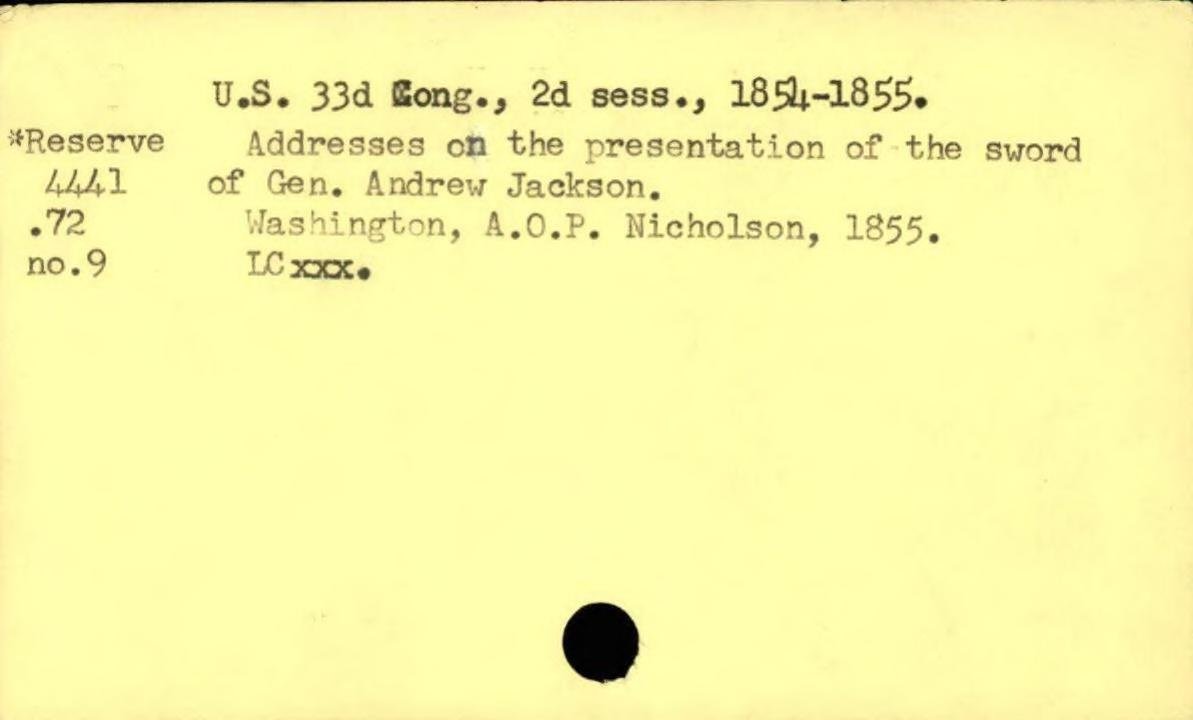 U.S. 33d Cong., 2d sess., 1854-1855.
*Reserve Addresses on the presentation of the sword
4441 of Gen. Andrew Jackson.
.72 Washington, A.O.P. Nicholson, 1855.
no.9 LCxxx.